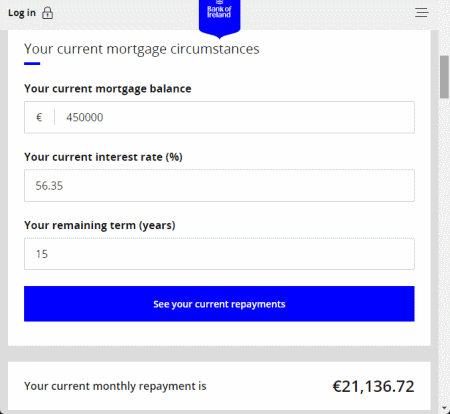 Log in
Bank of
Ireland
Your current mortgage circumstances
Your current mortgage balance
€ 450000
Your current interest rate (%)
56.35
Your remaining term (years)
15
See your current repayments
Your current monthly repayment is €21,136.72